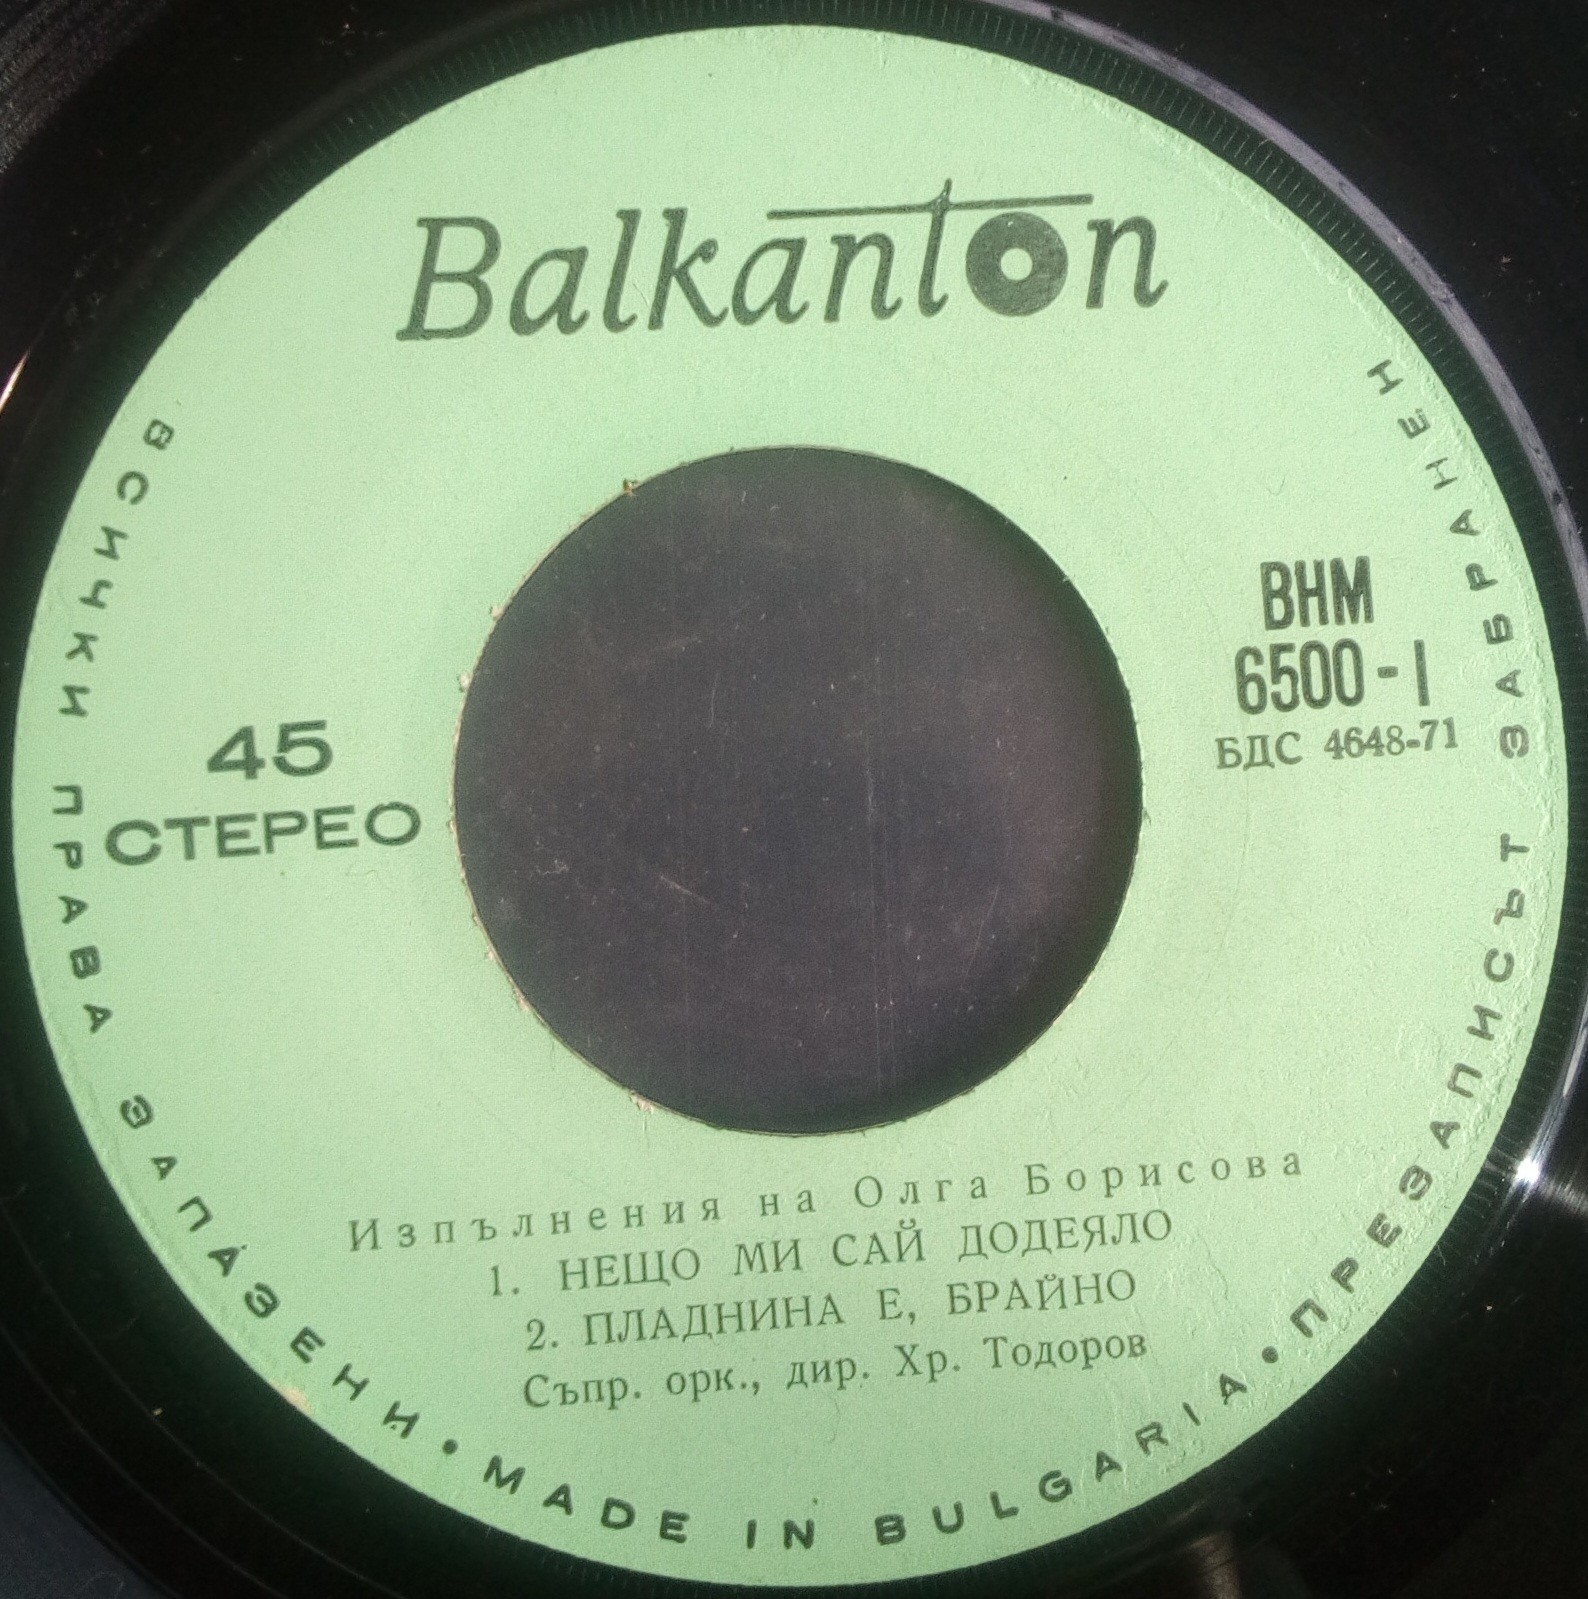 Balkanton
ВНМ
6500-I
БДС 4648-71
45
СТЕРЕО
Изпълнения на Олга Борисова
1. НЕЩО МИ САЙ ДОДЕЯЛО
2. ПЛАДНИНА Е, БРАЙНО
Съпр. орк., дир. Хр. Тодоров
ВСИЧКИ ПРАВА ЗАПАЗЕНИ • MADE IN BULGARIA • ПРЕЗАПИСЪТ ЗАБРАНЕН